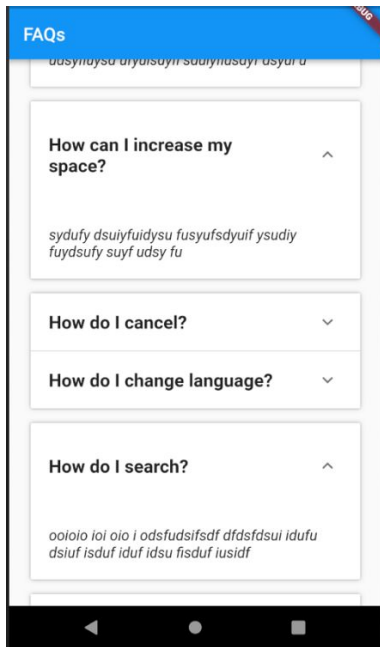 FAQs
How can I increase my
space?
sydufy dsuiyfuidysu fusyufsdyuif ysudiy
fuydsufy suyf udsy fu
How do I cancel?
How do I change language?
How do I search?
ooioio ioi oio i odsfudsifsdf dfdsfdsui idufu
dsiuf isduf iduf idsu fisduf iusidf